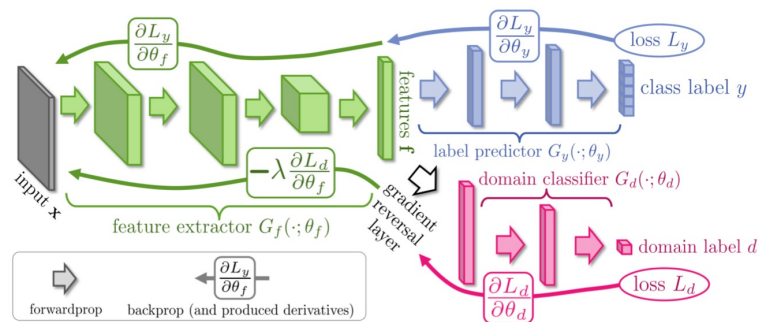 ∂L_y/∂θ_f
∂L_y/∂θ_y
loss L_y
input x
features f
class label y
label predictor G_y(·;θ_y)
−λ ∂L_d/∂θ_f
gradient
reversal
layer
feature extractor G_f(·;θ_f)
domain classifier G_d(·;θ_d)
domain label d
∂L_d/∂θ_d
loss L_d
∂L_y/∂θ_f
forwardprop
backprop (and produced derivatives)